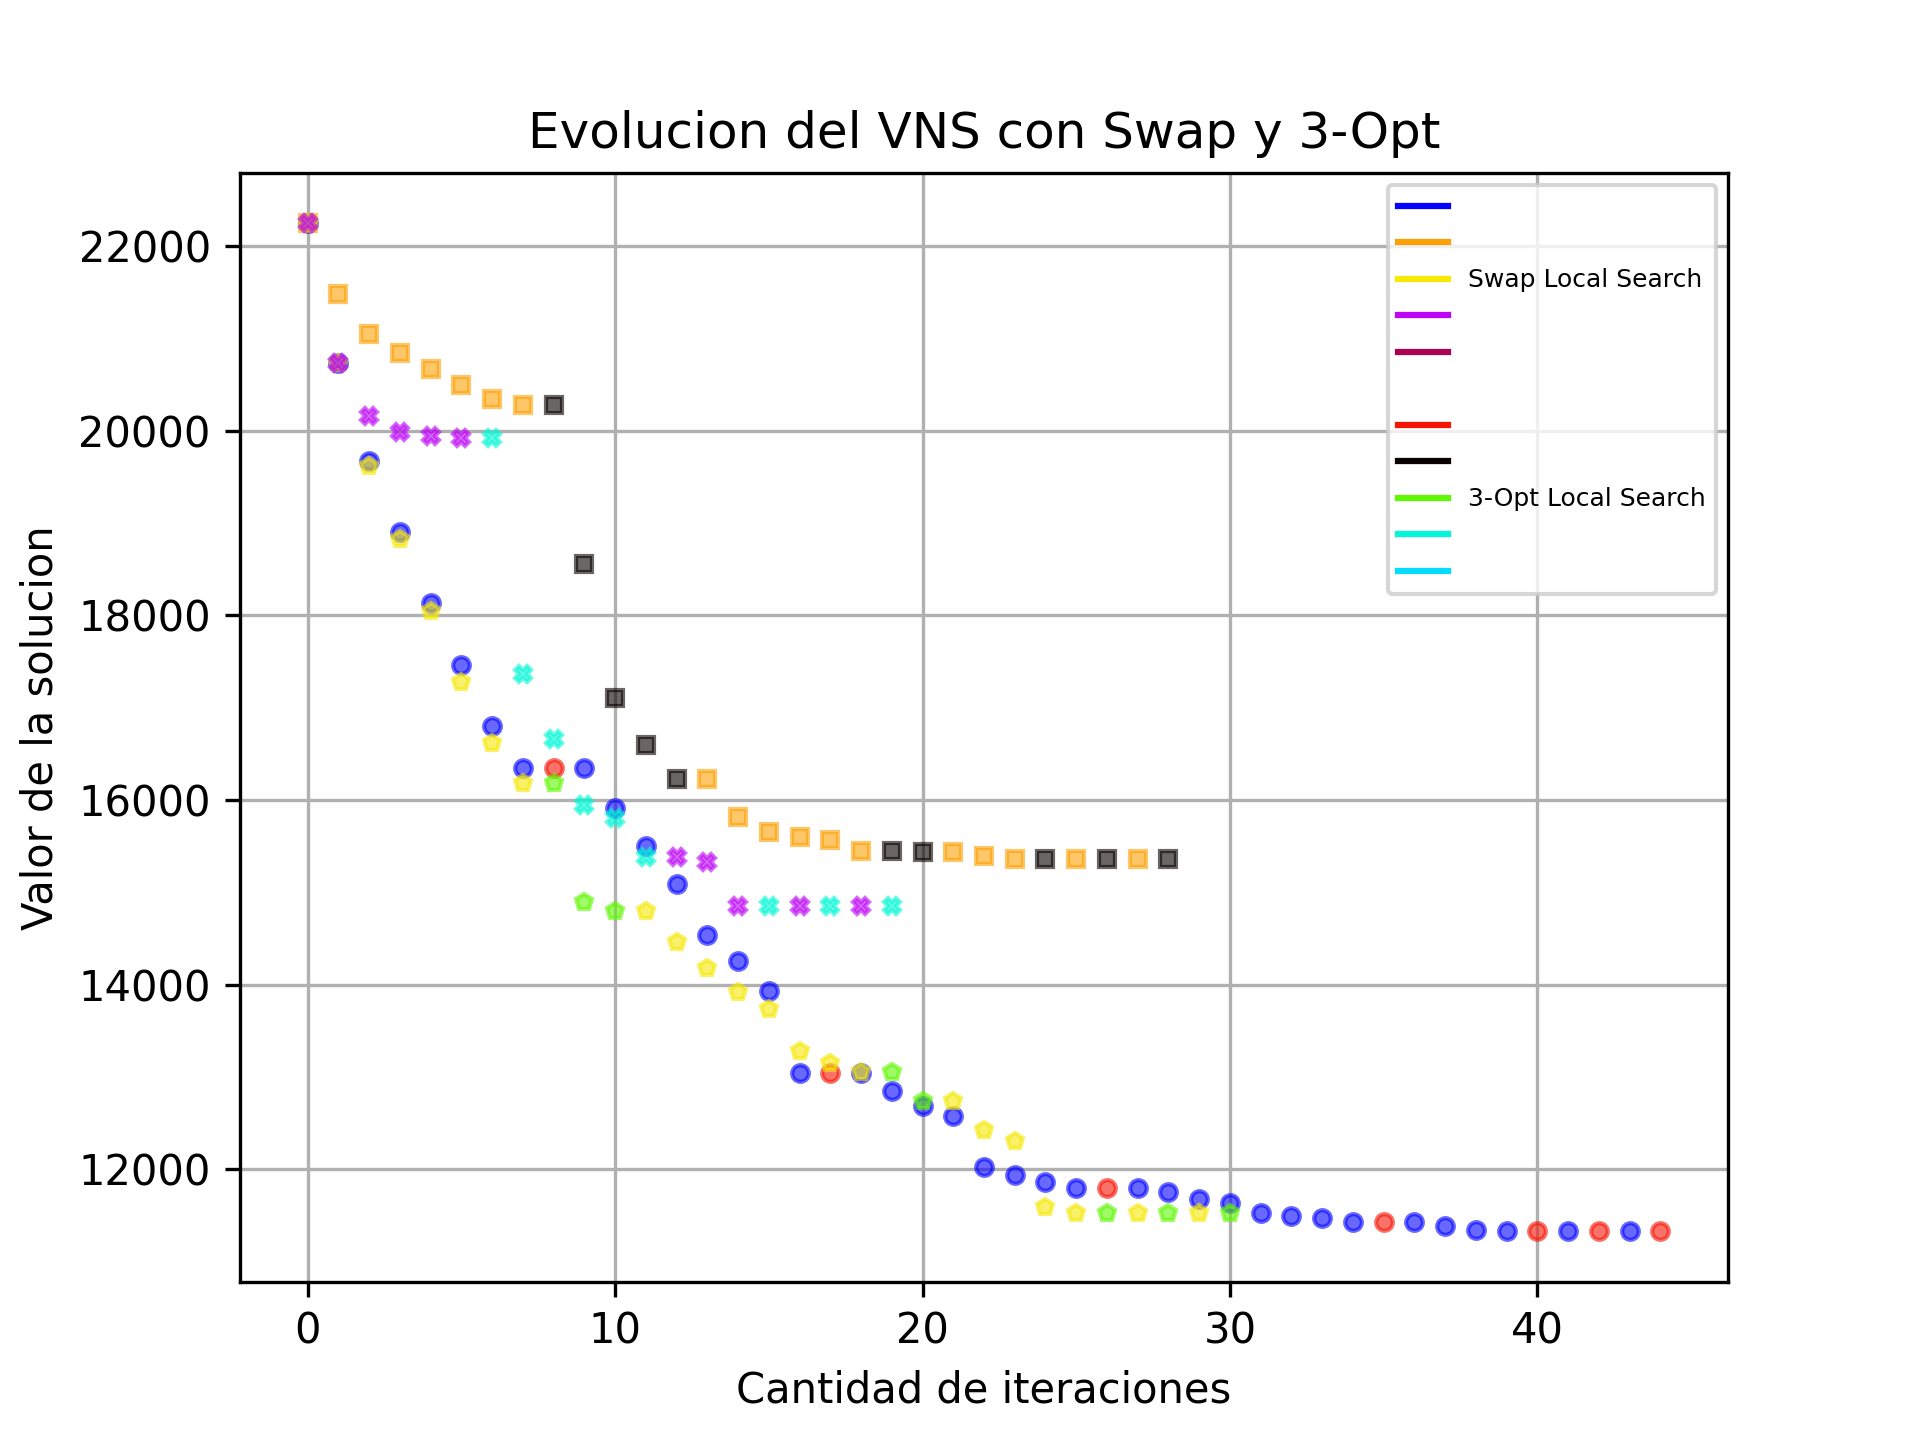 Evolucion del VNS con Swap y 3-Opt
Swap Local Search
3-Opt Local Search
Valor de la solucion
22000
20000
18000
16000
14000
12000
0 10 20 30 40
Cantidad de iteraciones